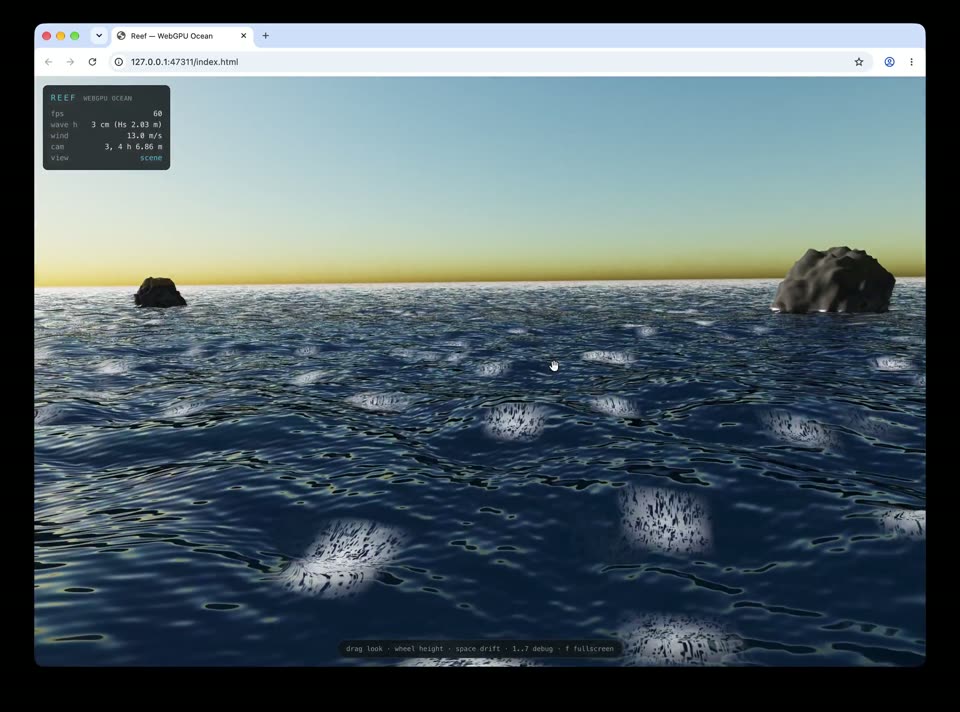 Reef — WebGPU Ocean
127.0.0.1:47311/index.html
REEF WEBGPU OCEAN
fps 60
wave h 3 cm (Hs 2.03 m)
wind 13.0 m/s
cam 3, 4 h 6.86 m
view scene
drag look · wheel height · space drift · 1..7 debug · f fullscreen